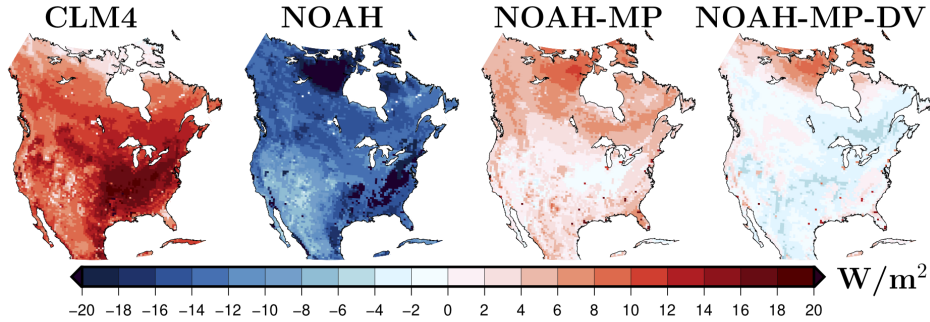 CLM4 NOAH NOAH-MP NOAH-MP-DV
W/m²
−20 −18 −16 −14 −12 −10 −8 −6 −4 −2 0 2 4 6 8 10 12 14 16 18 20